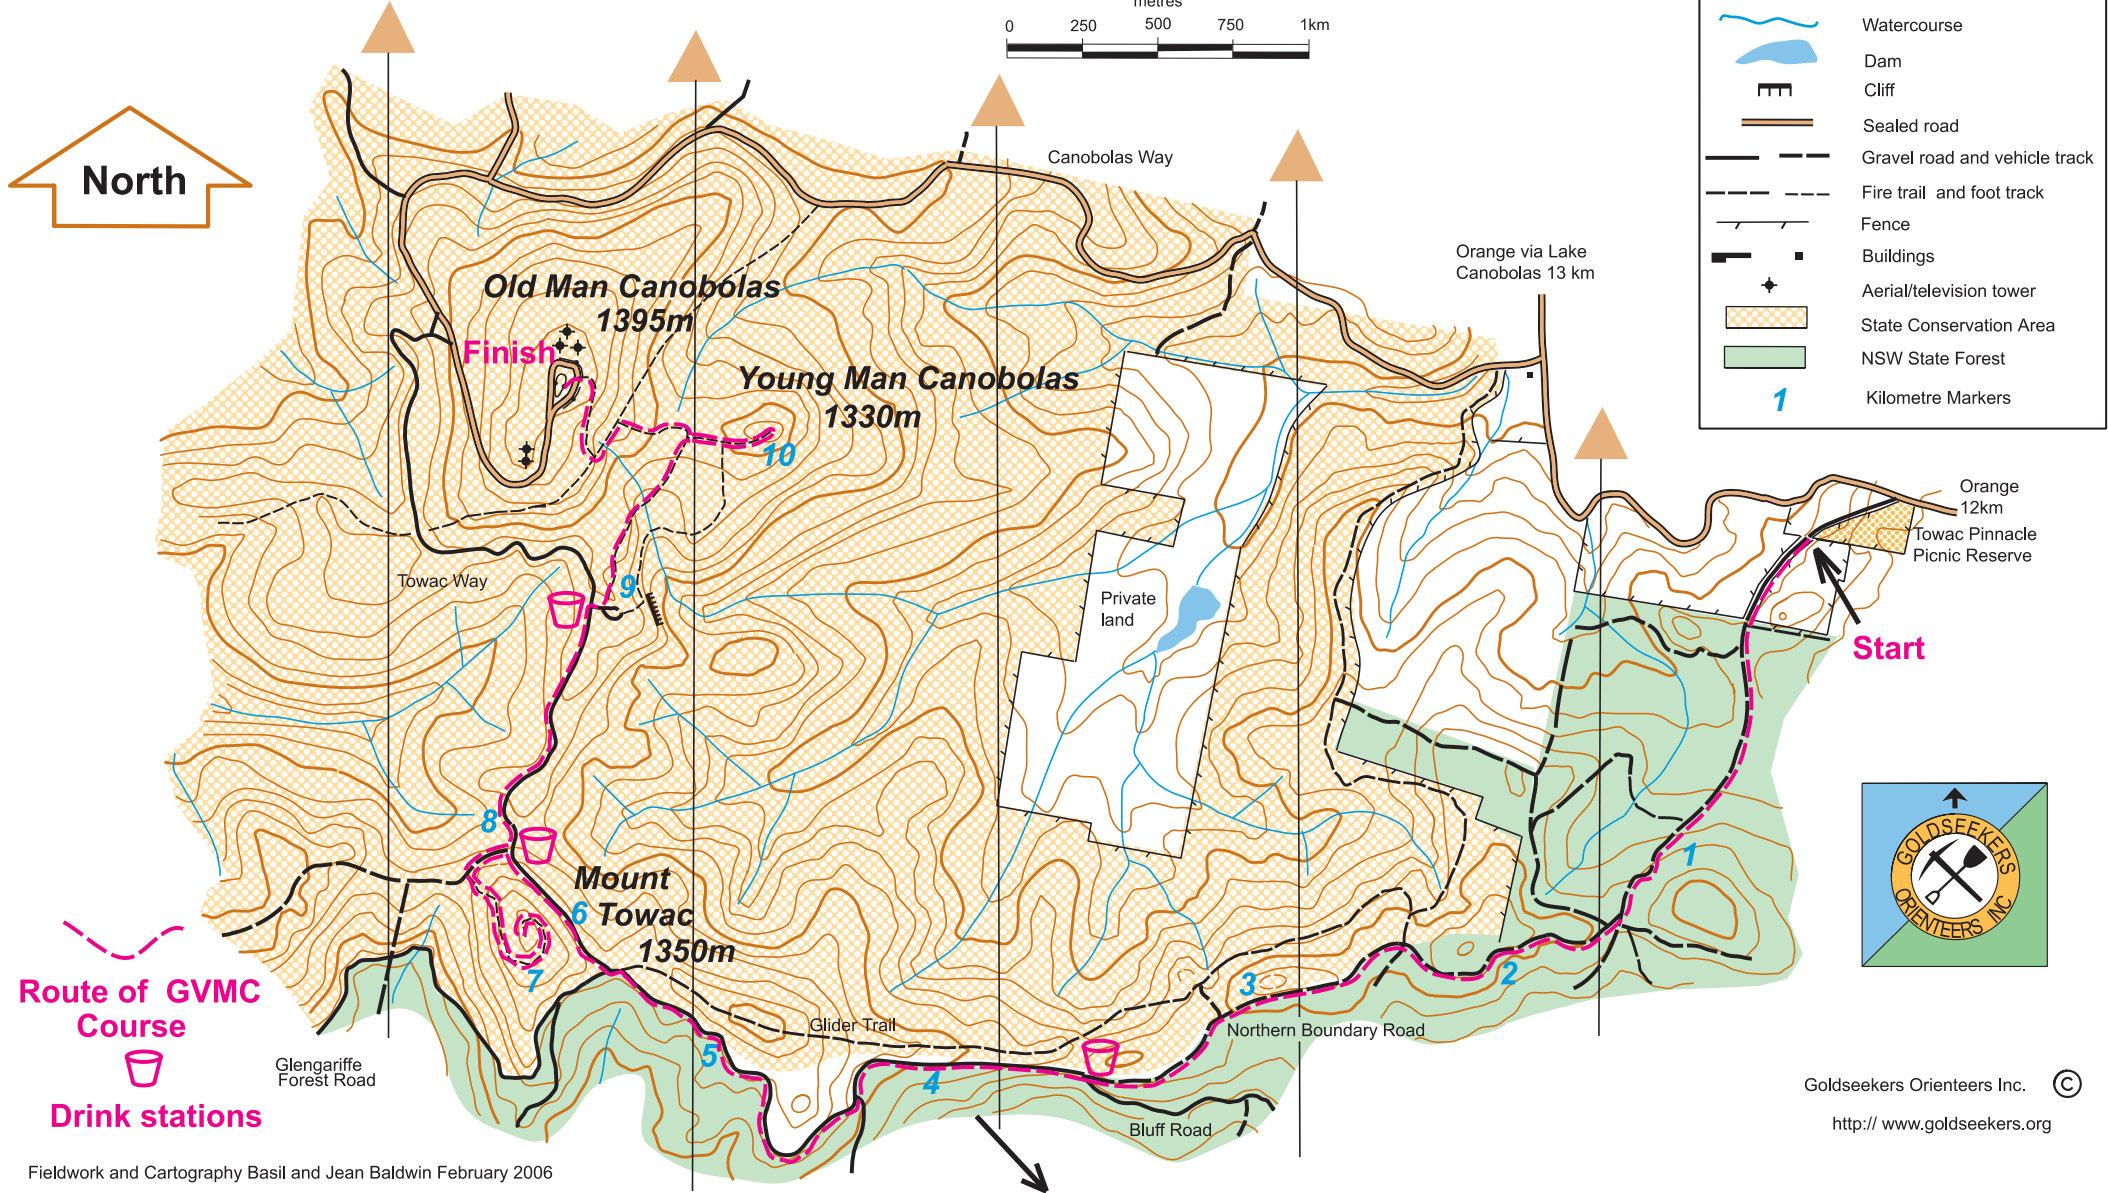 metres
0 250 500 750 1km
Watercourse
Dam
Cliff
Sealed road
Gravel road and vehicle track
Fire trail and foot track
Fence
Buildings
Aerial/television tower
State Conservation Area
NSW State Forest
1 Kilometre Markers
North
Canobolas Way
Orange via Lake
Canobolas 13 km
Old Man Canobolas
1395m
Finish
Young Man Canobolas
1330m
10
Orange
12km
Towac Pinnacle
Picnic Reserve
Start
Towac Way
9
Private
land
8
1
Mount
6 Towac
1350m
7
2
3
Northern Boundary Road
Glider Trail
5
4
Bluff Road
GOLDSEEKERS
ORIENTEERS INC
Route of GVMC
Course
Drink stations
Glengariffe
Forest Road
Goldseekers Orienteers Inc. ©
http:// www.goldseekers.org
Fieldwork and Cartography Basil and Jean Baldwin February 2006